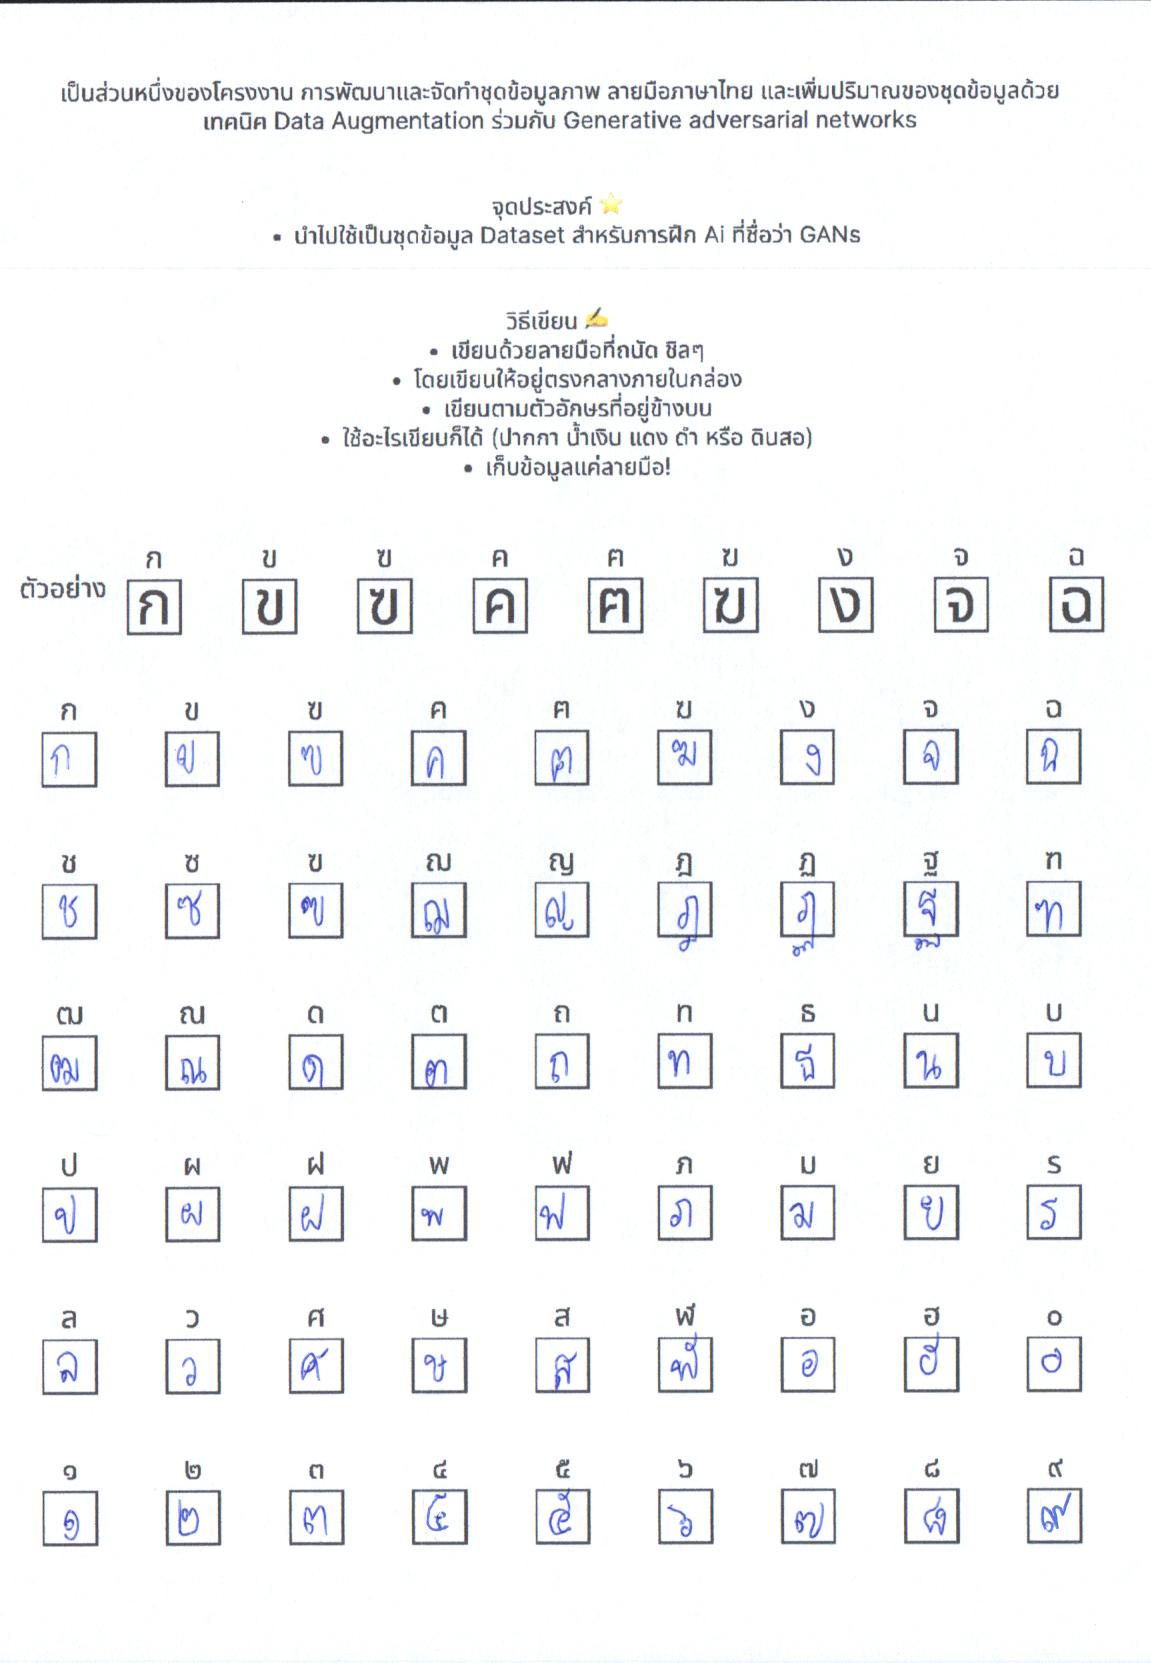 เป็นส่วนหนึ่งของโครงงาน การพัฒนาและจัดทำชุดข้อมูลภาพ ลายมือภาษาไทย และเพิ่มปริมาณของชุดข้อมูลด้วย
เทคนิค Data Augmentation ร่วมกับ Generative adversarial networks
จุดประสงค์ ⭐
• นำไปใช้เป็นชุดข้อมูล Dataset สำหรับการฝึก Ai ที่ชื่อว่า GANs
วิธีเขียน ✍️
• เขียนด้วยลายมือที่ถนัด ชิลๆ
• โดยเขียนให้อยู่ตรงกลางภายในกล่อง
• เขียนตามตัวอักษรที่อยู่ข้างบน
• ใช้อะไรเขียนก็ได้ (ปากกา น้ำเงิน แดง ดำ หรือ ดินสอ)
• เก็บข้อมูลแค่ลายมือ!
ก ข ฃ ค ฅ ฆ ง จ ฉ
ตัวอย่าง ก ข ฃ ค ฅ ฆ ง จ ฉ
ก ข ฃ ค ฅ ฆ ง จ ฉ
ก ข ฃ ค ฅ ฆ ง จ ฉ
ช ซ ฃ ฌ ญ ฎ ฏ ฐ ฑ
ช ซ ฃ ฌ ญ ฎ ฏ ฐ ฑ
ฒ ณ ด ต ถ ท ธ น บ
ฒ ณ ด ต ถ ท ธ น บ
ป ผ ฝ พ ฟ ภ ม ย ร
ป ผ ฝ พ ฟ ภ ม ย ร
ล ว ศ ษ ส ฬ อ ฮ ๐
ล ว ศ ษ ส ฬ อ ฮ ๐
๑ ๒ ๓ ๔ ๕ ๖ ๗ ๘ ๙
๑ ๒ ๓ ๔ ๕ ๖ ๗ ๘ ๙